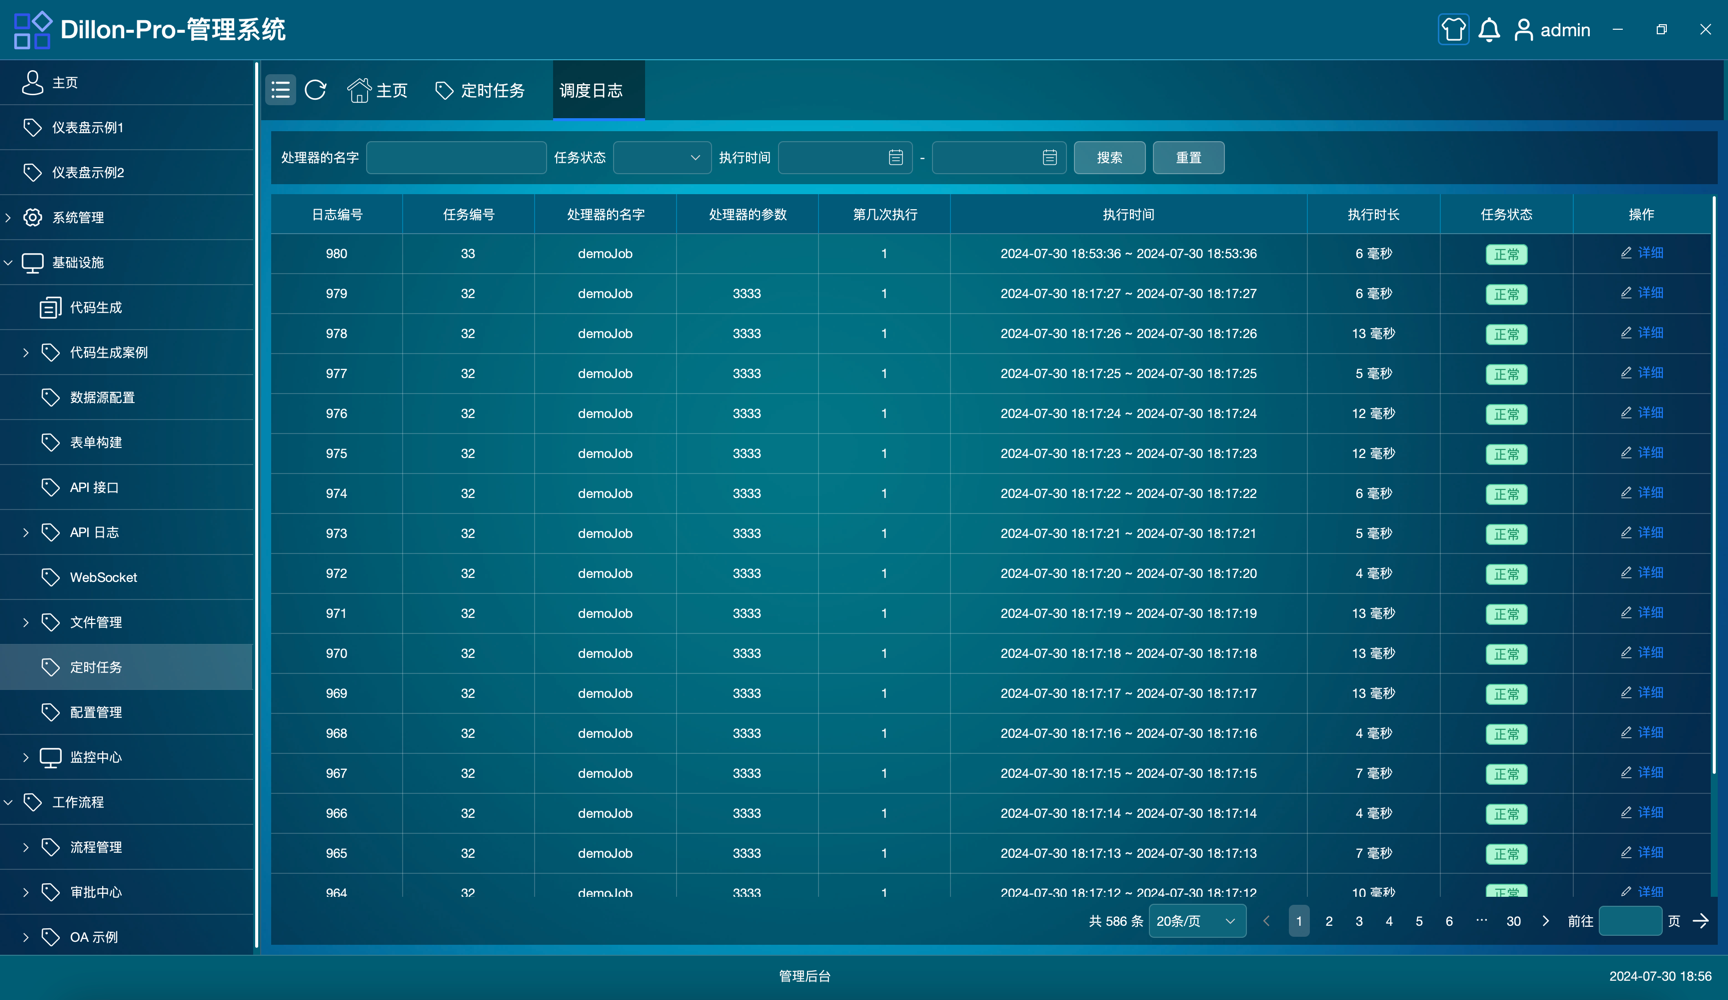 Dillon-Pro-管理系统
admin
主页
仪表盘示例1
仪表盘示例2
系统管理
基础设施
代码生成
代码生成案例
数据源配置
表单构建
API 接口
API 日志
WebSocket
文件管理
定时任务
配置管理
监控中心
工作流程
流程管理
审批中心
OA 示例
主页 定时任务 调度日志
处理器的名字 任务状态 执行时间 - 搜索 重置
日志编号 任务编号 处理器的名字 处理器的参数 第几次执行 执行时间 执行时长 任务状态 操作
980 33 demoJob 1 2024-07-30 18:53:36 ~ 2024-07-30 18:53:36 6 毫秒 正常 详细
979 32 demoJob 3333 1 2024-07-30 18:17:27 ~ 2024-07-30 18:17:27 6 毫秒 正常 详细
978 32 demoJob 3333 1 2024-07-30 18:17:26 ~ 2024-07-30 18:17:26 13 毫秒 正常 详细
977 32 demoJob 3333 1 2024-07-30 18:17:25 ~ 2024-07-30 18:17:25 5 毫秒 正常 详细
976 32 demoJob 3333 1 2024-07-30 18:17:24 ~ 2024-07-30 18:17:24 12 毫秒 正常 详细
975 32 demoJob 3333 1 2024-07-30 18:17:23 ~ 2024-07-30 18:17:23 12 毫秒 正常 详细
974 32 demoJob 3333 1 2024-07-30 18:17:22 ~ 2024-07-30 18:17:22 6 毫秒 正常 详细
973 32 demoJob 3333 1 2024-07-30 18:17:21 ~ 2024-07-30 18:17:21 5 毫秒 正常 详细
972 32 demoJob 3333 1 2024-07-30 18:17:20 ~ 2024-07-30 18:17:20 4 毫秒 正常 详细
971 32 demoJob 3333 1 2024-07-30 18:17:19 ~ 2024-07-30 18:17:19 13 毫秒 正常 详细
970 32 demoJob 3333 1 2024-07-30 18:17:18 ~ 2024-07-30 18:17:18 13 毫秒 正常 详细
969 32 demoJob 3333 1 2024-07-30 18:17:17 ~ 2024-07-30 18:17:17 13 毫秒 正常 详细
968 32 demoJob 3333 1 2024-07-30 18:17:16 ~ 2024-07-30 18:17:16 4 毫秒 正常 详细
967 32 demoJob 3333 1 2024-07-30 18:17:15 ~ 2024-07-30 18:17:15 7 毫秒 正常 详细
966 32 demoJob 3333 1 2024-07-30 18:17:14 ~ 2024-07-30 18:17:14 4 毫秒 正常 详细
965 32 demoJob 3333 1 2024-07-30 18:17:13 ~ 2024-07-30 18:17:13 7 毫秒 正常 详细
964 32 demoJob 3333 1 2024-07-30 18:17:12 ~ 2024-07-30 18:17:12 10 毫秒 正常 详细
共 586 条 20条/页 1 2 3 4 5 6 ··· 30 前往 页
管理后台
2024-07-30 18:56